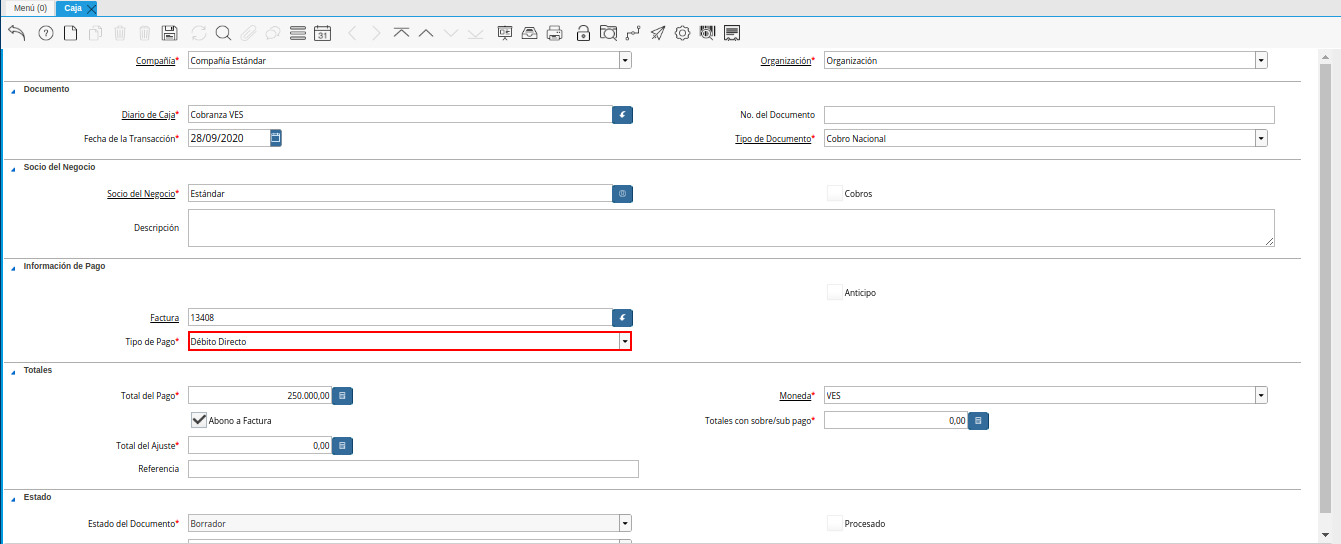 Menú (0) Caja
31
Compañía* Compañía Estándar Organización* Organización
Documento
Diario de Caja* Cobranza VES No. del Documento
Fecha de la Transacción* 28/09/2020 Tipo de Documento* Cobro Nacional
Socio del Negocio
Socio del Negocio* Estándar Cobros
Descripción
Información de Pago
Anticipo
Factura 13408
Tipo de Pago* Débito Directo
Totales
Total del Pago* 250.000,00 Moneda* VES
Abono a Factura Totales con sobre/sub pago* 0,00
Total del Ajuste* 0,00
Referencia
Estado
Estado del Documento* Borrador Procesado